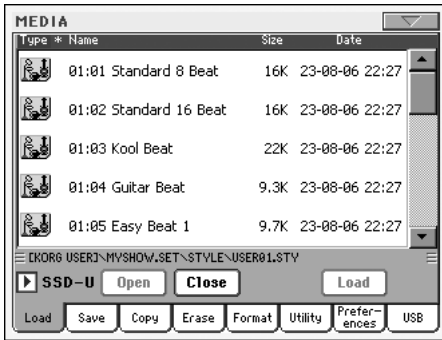 MEDIA
Type * Name Size Date
01:01 Standard 8 Beat 16K 23-08-06 22:27
01:02 Standard 16 Beat 16K 23-08-06 22:27
01:03 Kool Beat 22K 23-08-06 22:27
01:04 Guitar Beat 9.3K 23-08-06 22:27
01:05 Easy Beat 1 9.7K 23-08-06 22:27
[KORG USER]\MYSHOW.SET\STYLE\USER01.STY
SSD-U Open Close Load
Load Save Copy Erase Format Utility Prefer-ences USB